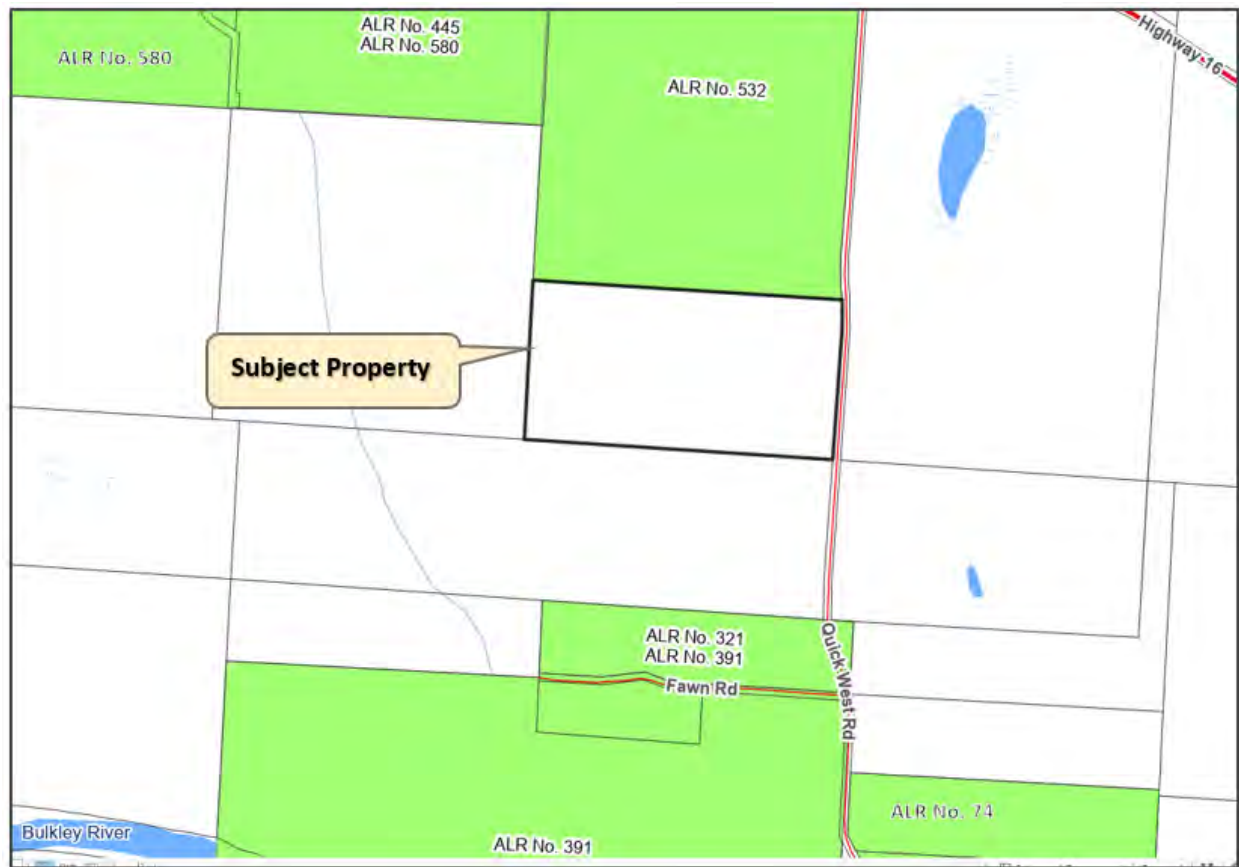 Highway 16
ALR No. 445
ALR No. 580
ALR No. 580
ALR No. 532
Subject Property
ALR No. 321
ALR No. 391
Fawn Rd
Quick West Rd
ALR No. 74
Bulkley River
ALR No. 391